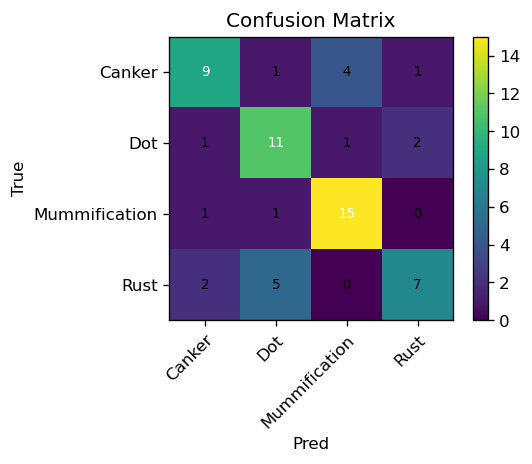 Confusion Matrix
True
Canker 9 1 4 1
Dot 1 11 1 2
Mummification 1 1 15 0
Rust 2 5 0 7
Canker Dot Mummification Rust
Pred
14
12
10
8
6
4
2
0